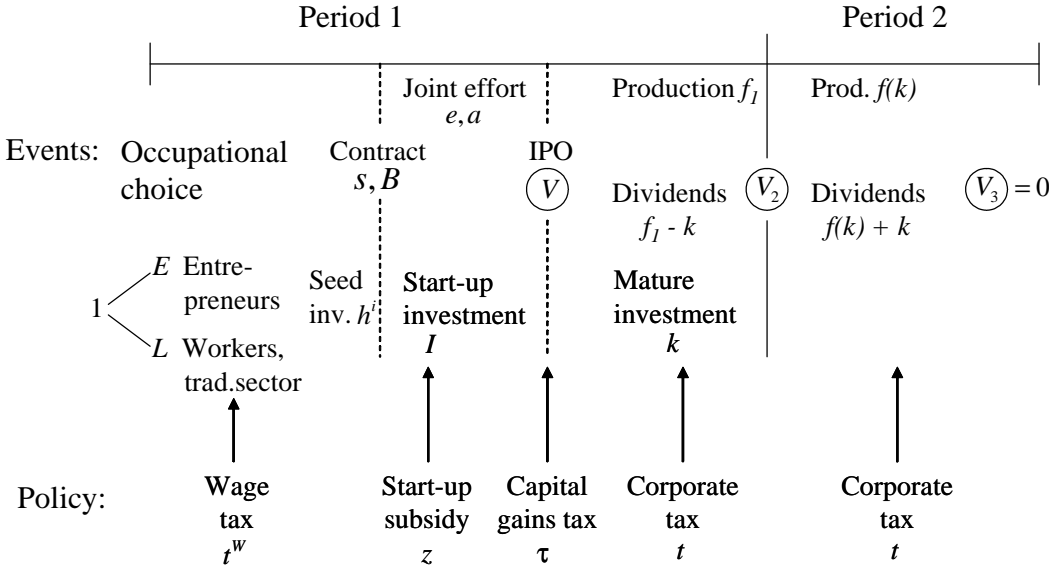 Period 1
Period 2
Joint effort
e, a
Production f₁
Prod. f(k)
Events:
Occupational
choice
Contract
s, B
IPO
V
Dividends
f₁ - k
V₂
Dividends
f(k) + k
V₃ = 0
1
E Entre-
preneurs
L Workers,
trad.sector
Seed
inv. hⁱ
Start-up
investment
I
Mature
investment
k
Policy:
Wage
tax
tᵂ
Start-up
subsidy
z
Capital
gains tax
τ
Corporate
tax
t
Corporate
tax
t